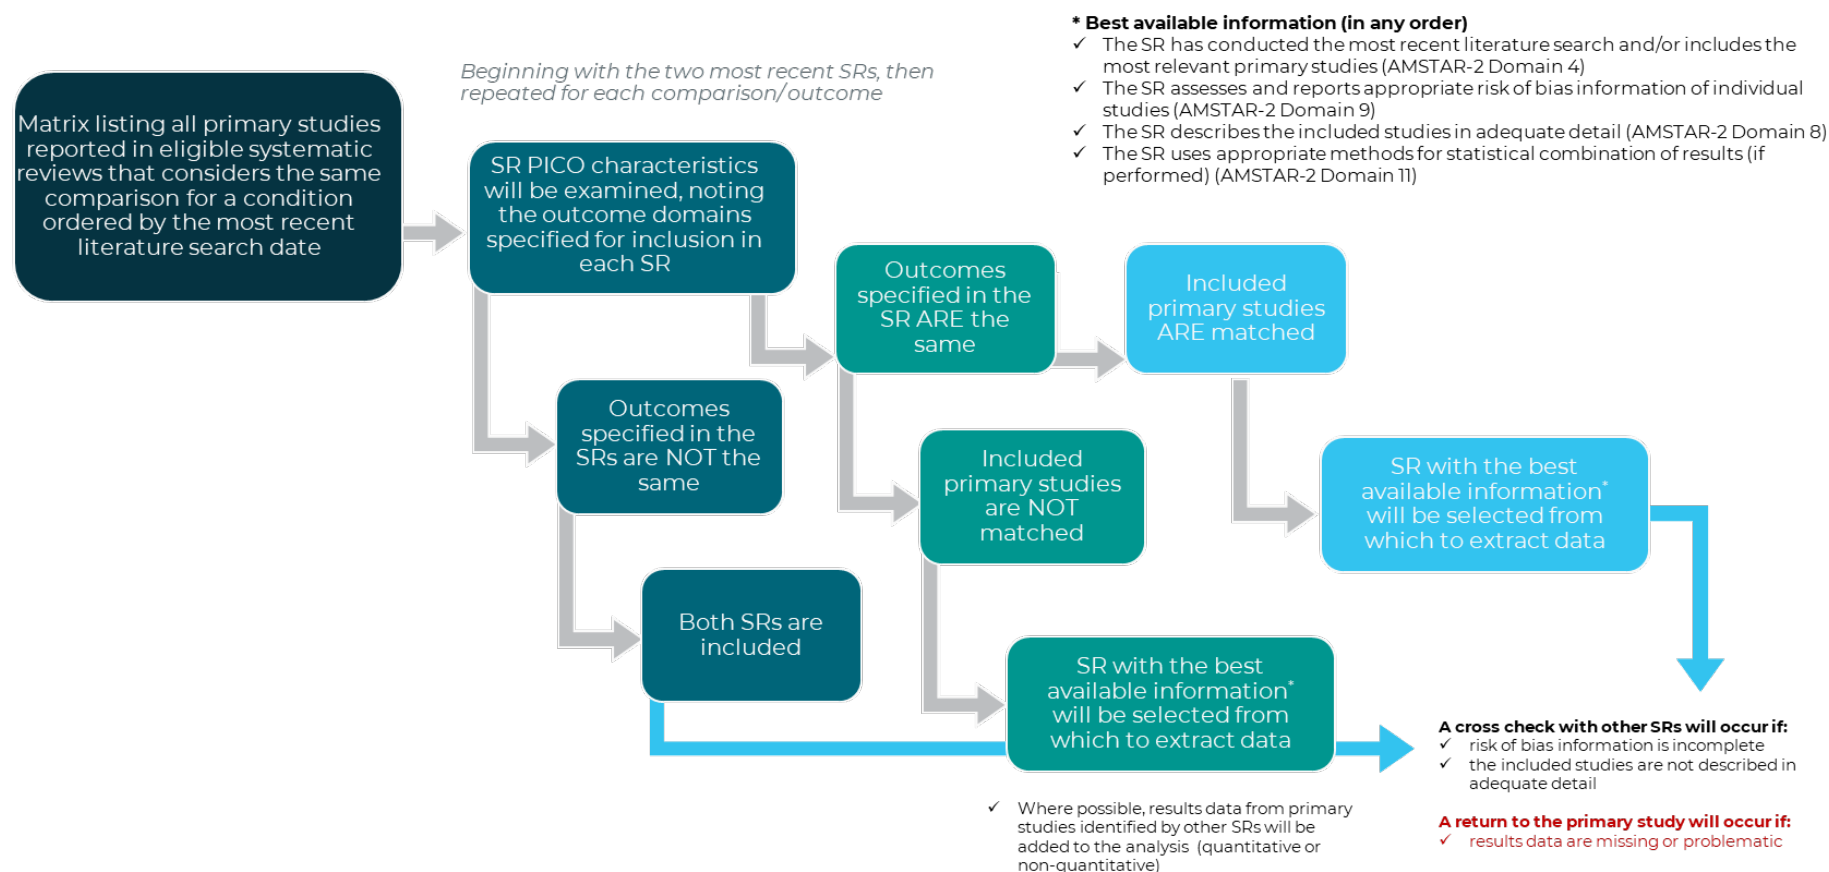 * Best available information (in any order)
✓ The SR has conducted the most recent literature search and/or includes the
most relevant primary studies (AMSTAR-2 Domain 4)
✓ The SR assesses and reports appropriate risk of bias information of individual
studies (AMSTAR-2 Domain 9)
✓ The SR describes the included studies in adequate detail (AMSTAR-2 Domain 8)
✓ The SR uses appropriate methods for statistical combination of results (if
performed) (AMSTAR-2 Domain 11)
Beginning with the two most recent SRs, then
repeated for each comparison/ outcome
Matrix listing all primary studies
reported in eligible systematic
reviews that considers the same
comparison for a condition
ordered by the most recent
literature search date
SR PICO characteristics
will be examined, noting
the outcome domains
specified for inclusion in
each SR
Outcomes
specified in the
SR ARE the
same
Included
primary studies
ARE matched
Outcomes
specified in the
SRs are NOT the
same
Included
primary studies
are NOT
matched
SR with the best
available information*
will be selected from
which to extract data
Both SRs are
included
SR with the best
available information*
will be selected from
which to extract data
A cross check with other SRs will occur if:
✓ risk of bias information is incomplete
✓ the included studies are not described in
adequate detail
A return to the primary study will occur if:
✓ results data are missing or problematic
✓ Where possible, results data from primary
studies identified by other SRs will be
added to the analysis (quantitative or
non-quantitative)